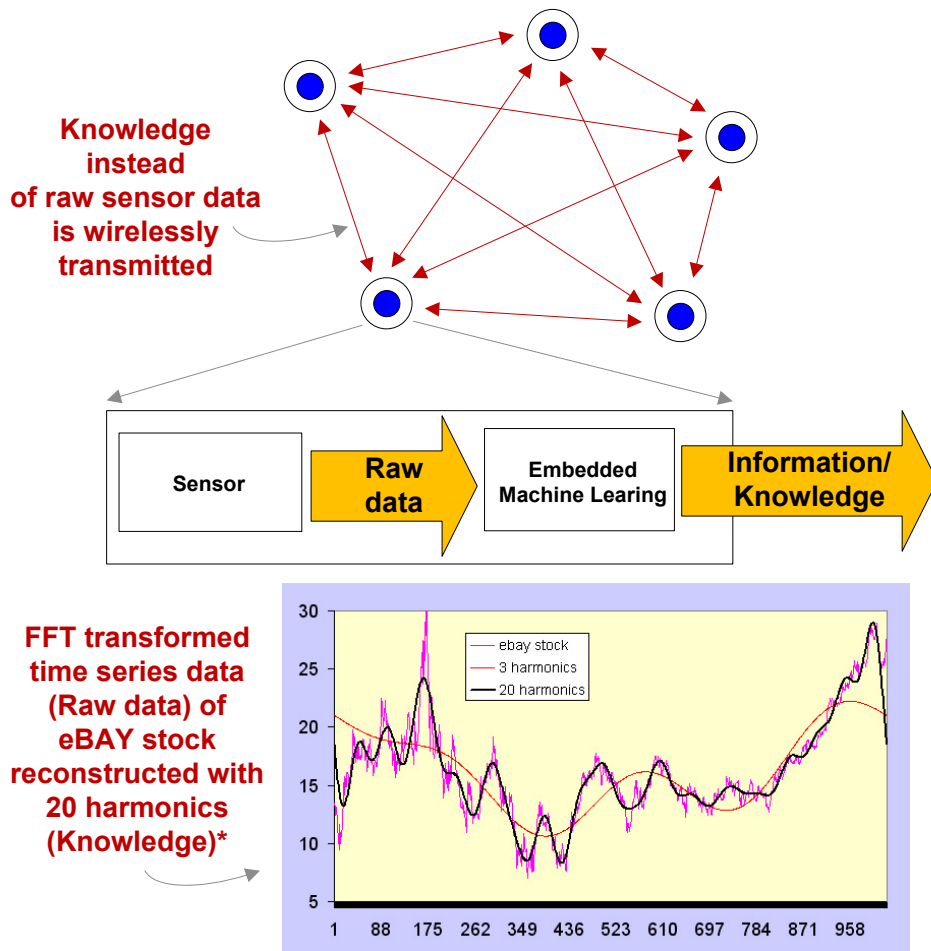 Knowledge
instead
of raw sensor data
is wirelessly
transmitted
Sensor
Raw
data
Embedded
Machine Learing
Information/
Knowledge
FFT transformed
time series data
(Raw data) of
eBAY stock
reconstructed with
20 harmonics
(Knowledge)*
30
25
20
15
10
5
ebay stock
3 harmonics
20 harmonics
1 88 175 262 349 436 523 610 697 784 871 958